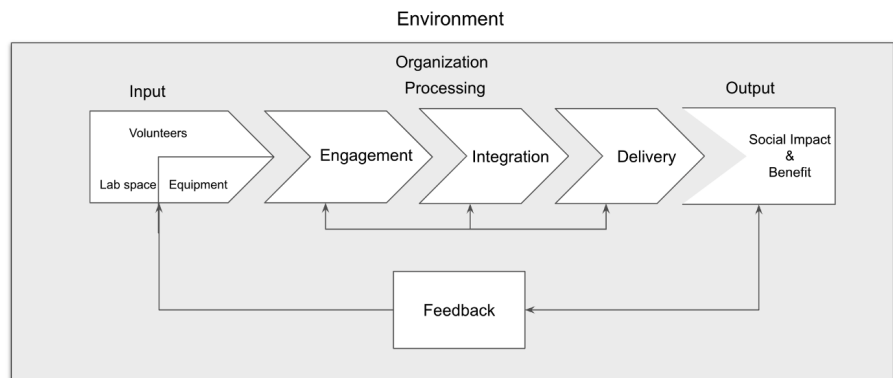 Environment
Organization
Input
Processing
Output
Volunteers
Lab space
Equipment
Engagement
Integration
Delivery
Social Impact
&
Benefit
Feedback